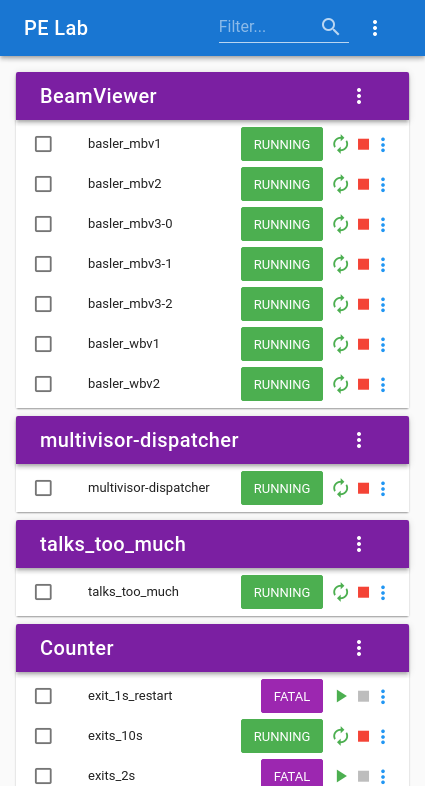 PE Lab Filter...
BeamViewer
basler_mbv1 RUNNING
basler_mbv2 RUNNING
basler_mbv3-0 RUNNING
basler_mbv3-1 RUNNING
basler_mbv3-2 RUNNING
basler_wbv1 RUNNING
basler_wbv2 RUNNING
multivisor-dispatcher
multivisor-dispatcher RUNNING
talks_too_much
talks_too_much RUNNING
Counter
exit_1s_restart FATAL
exits_10s RUNNING
exits_2s FATAL